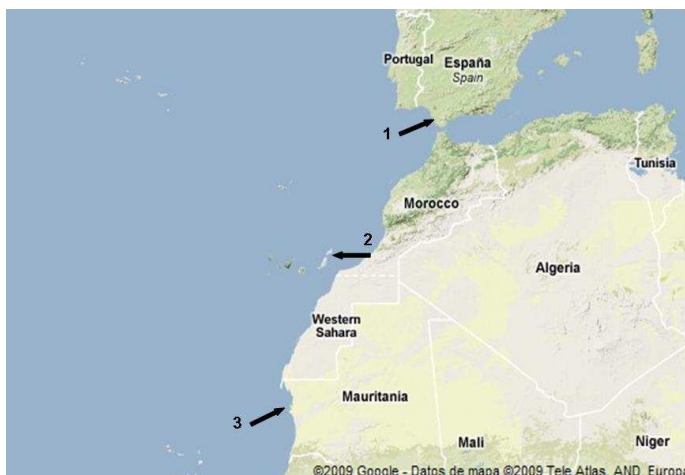 Portugal
España
Spain
1
Tunisia
Morocco
2
Algeria
Western
Sahara
Mauritania
3
Mali
Niger
©2009 Google - Datos de mapa ©2009 Tele Atlas, AND, Europa